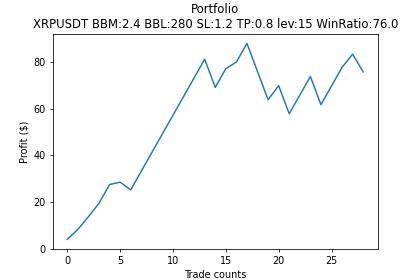 Portfolio
XRPUSDT BBM:2.4 BBL:280 SL:1.2 TP:0.8 lev:15 WinRatio:76.0
80
60
40
20
0
Profit ($)
0 5 10 15 20 25
Trade counts